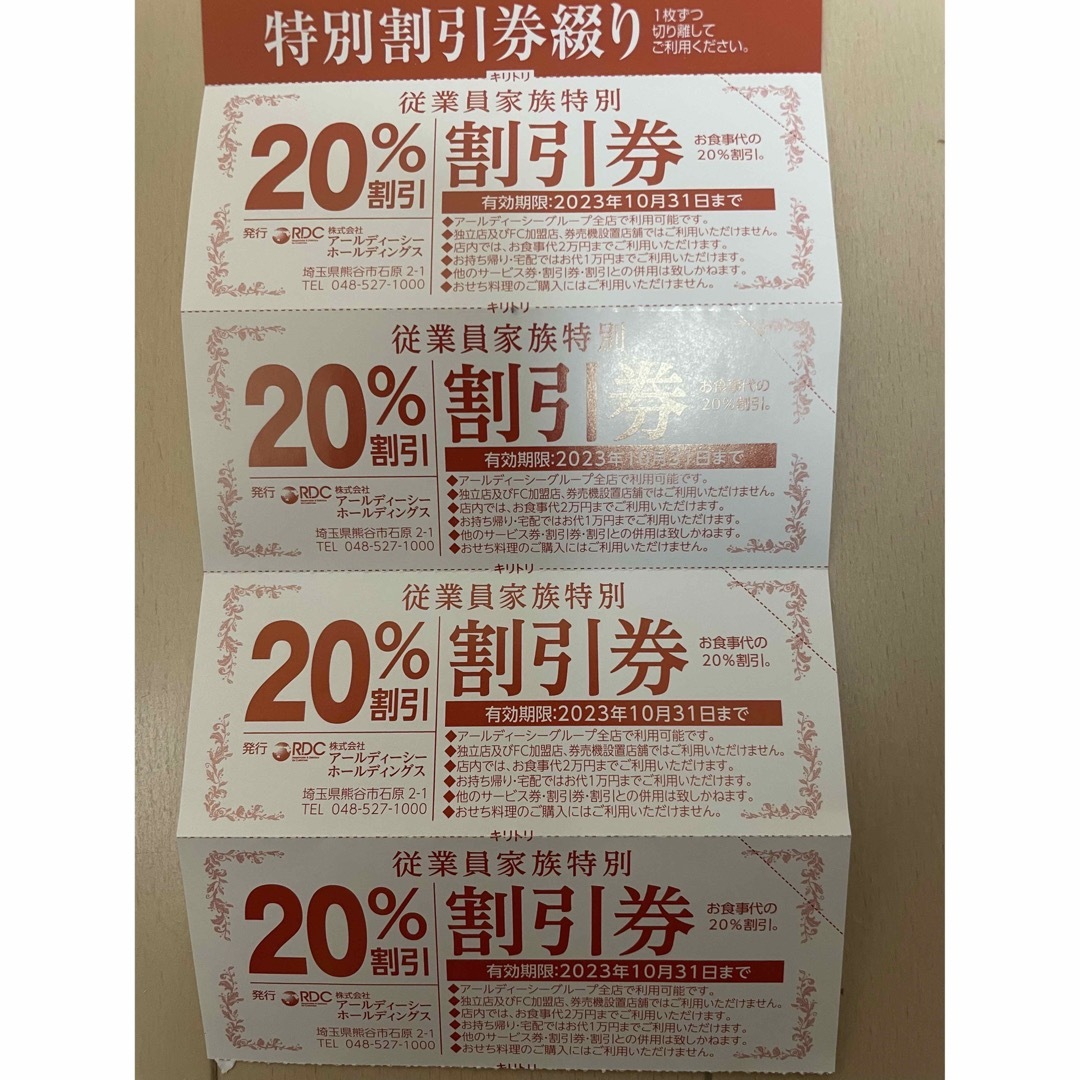 特別割引券綴り
1枚ずつ
切り離して
ご利用ください。
キリトリ
従業員家族特別
20%
割引
割引券
お食事代の
20%割引。
有効期限:2023年10月31日まで
◆アールディーシーグループ全店で利用可能です。
◆独立店及びFC加盟店、券売機設置店舗ではご利用いただけません。
◆店内では、お食事代2万円までご利用いただけます。
◆お持ち帰り・宅配ではお代1万円までご利用いただけます。
◆他のサービス券・割引券・割引との併用は致しかねます。
◆おせち料理のご購入にはご利用いただけません。
発行 RDC 株式会社
アールディーシー
ホールディングス
埼玉県熊谷市石原 2-1
TEL 048-527-1000
キリトリ
従業員家族特別
20%
割引
割引券
お食事代の
20%割引。
有効期限:2023年10月31日まで
◆アールディーシーグループ全店で利用可能です。
◆独立店及びFC加盟店、券売機設置店舗ではご利用いただけません。
◆店内では、お食事代2万円までご利用いただけます。
◆お持ち帰り・宅配ではお代1万円までご利用いただけます。
◆他のサービス券・割引券・割引との併用は致しかねます。
◆おせち料理のご購入にはご利用いただけません。
発行 RDC 株式会社
アールディーシー
ホールディングス
埼玉県熊谷市石原 2-1
TEL 048-527-1000
キリトリ
従業員家族特別
20%
割引
割引券
お食事代の
20%割引。
有効期限:2023年10月31日まで
◆アールディーシーグループ全店で利用可能です。
◆独立店及びFC加盟店、券売機設置店舗ではご利用いただけません。
◆店内では、お食事代2万円までご利用いただけます。
◆お持ち帰り・宅配ではお代1万円までご利用いただけます。
◆他のサービス券・割引券・割引との併用は致しかねます。
◆おせち料理のご購入にはご利用いただけません。
発行 RDC 株式会社
アールディーシー
ホールディングス
埼玉県熊谷市石原 2-1
TEL 048-527-1000
キリトリ
従業員家族特別
20%
割引
割引券
お食事代の
20%割引。
有効期限:2023年10月31日まで
◆アールディーシーグループ全店で利用可能です。
◆独立店及びFC加盟店、券売機設置店舗ではご利用いただけません。
◆店内では、お食事代2万円までご利用いただけます。
◆お持ち帰り・宅配ではお代1万円までご利用いただけます。
◆他のサービス券・割引券・割引との併用は致しかねます。
◆おせち料理のご購入にはご利用いただけません。
発行 RDC 株式会社
アールディーシー
ホールディングス
埼玉県熊谷市石原 2-1
TEL 048-527-1000
キリトリ